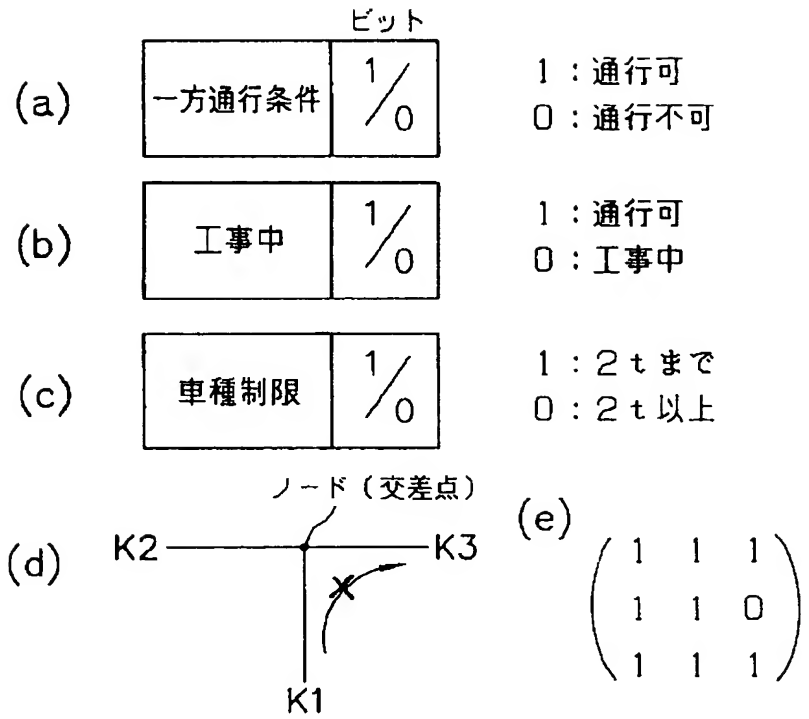 ビット
(a) 一方通行条件 1/0 1：通行可
0：通行不可
(b) 工事中 1/0 1：通行可
0：工事中
(c) 車種制限 1/0 1：2tまで
0：2t以上
ノード（交差点）
(d) K2 K3
K1
(e)
1 1 1
1 1 0
1 1 1